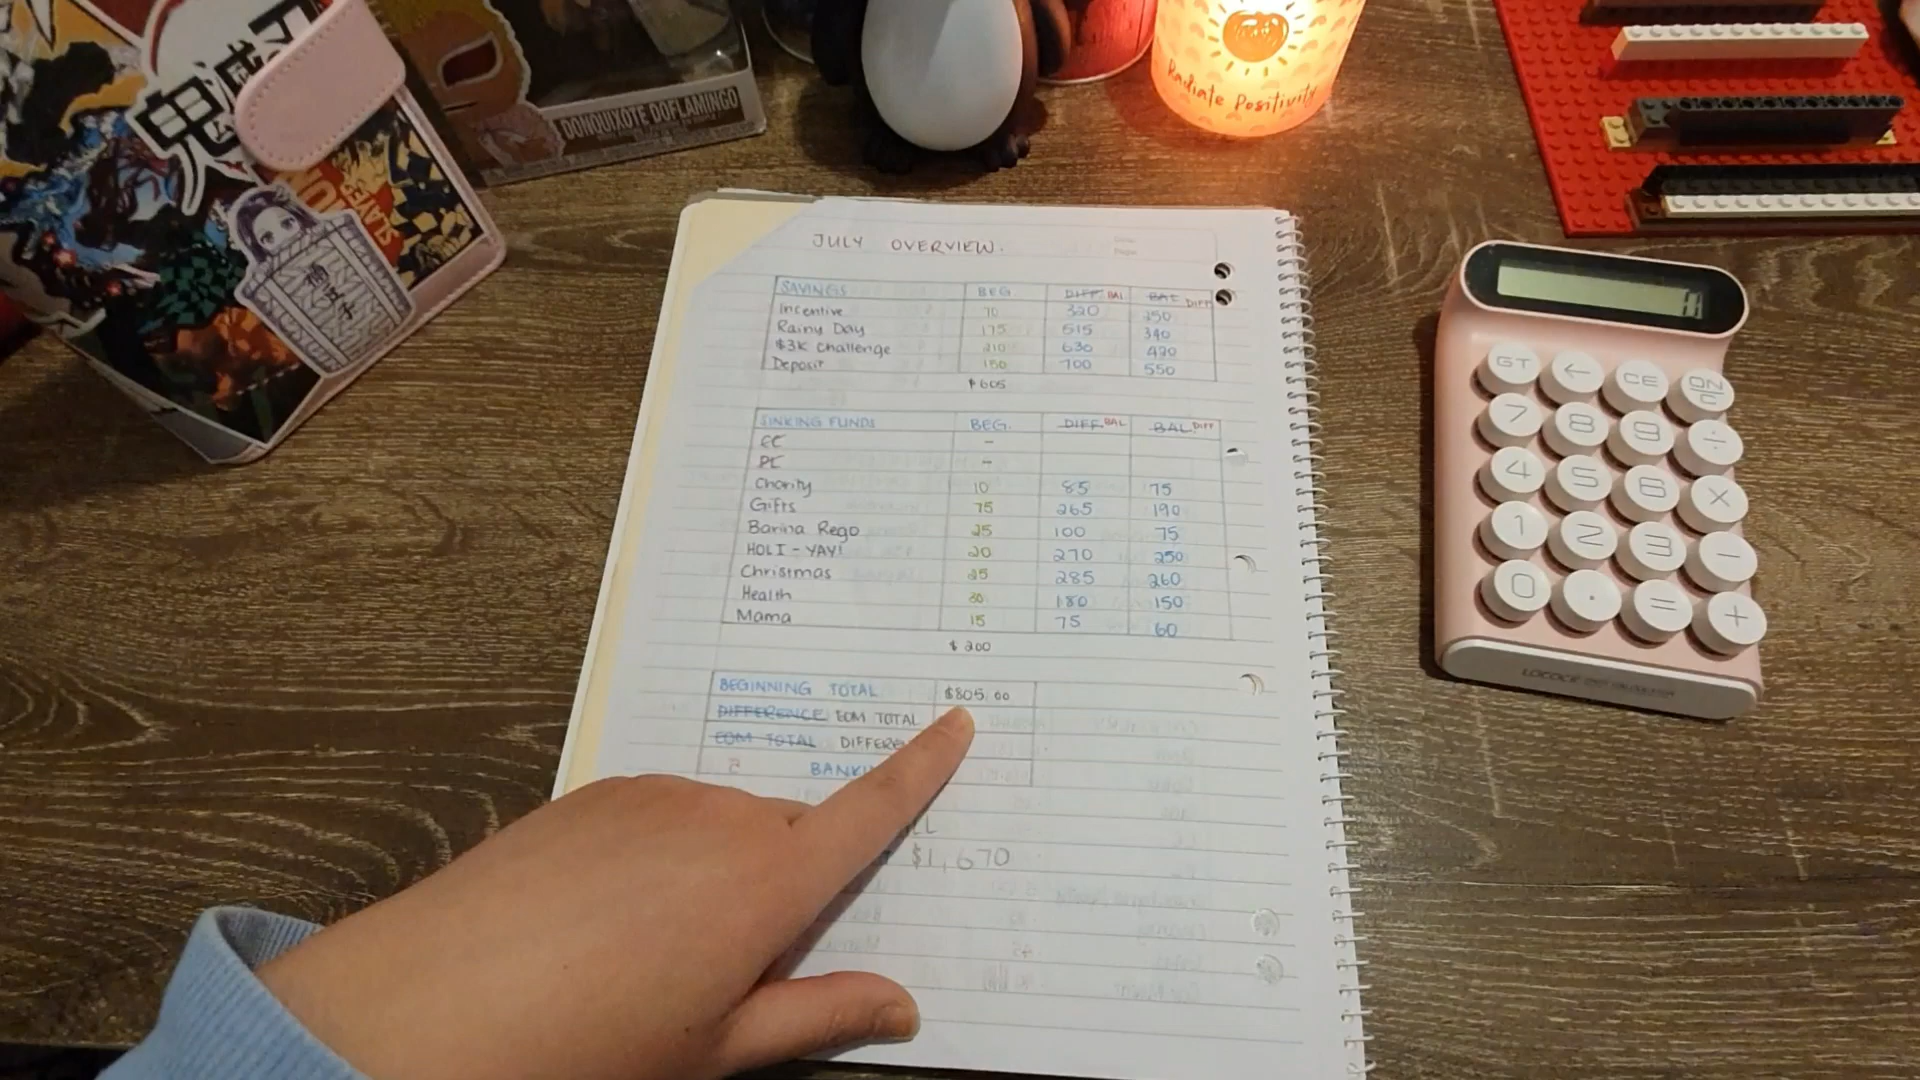 鬼滅刃
SLAYER
DONQUIXOTE DOFLAMINGO
Radiate Positivity
JULY OVERVIEW.
SAVINGS BEG. DIFF BAL BAL DIFF
Incentive 70 320 250
Rainy Day 175 515 340
$3K Challenge 210 630 420
Deposit 150 700 550
$605
SINKING FUNDS BEG. DIFF BAL BAL DIFF
CC -
PC -
Charity 10 85 75
Gifts 75 265 190
Barina Rego 25 100 75
HOLI-YAY! 20 270 250
Christmas 25 285 260
Health 30 180 150
Mama 15 75 60
$200
BEGINNING TOTAL $805.00
DIFFERENCE EOM TOTAL
EOM TOTAL
$1,670
GT ← CE ON/C
7 8 9 ÷
4 5 6 ×
1 2 3 −
0 . = +